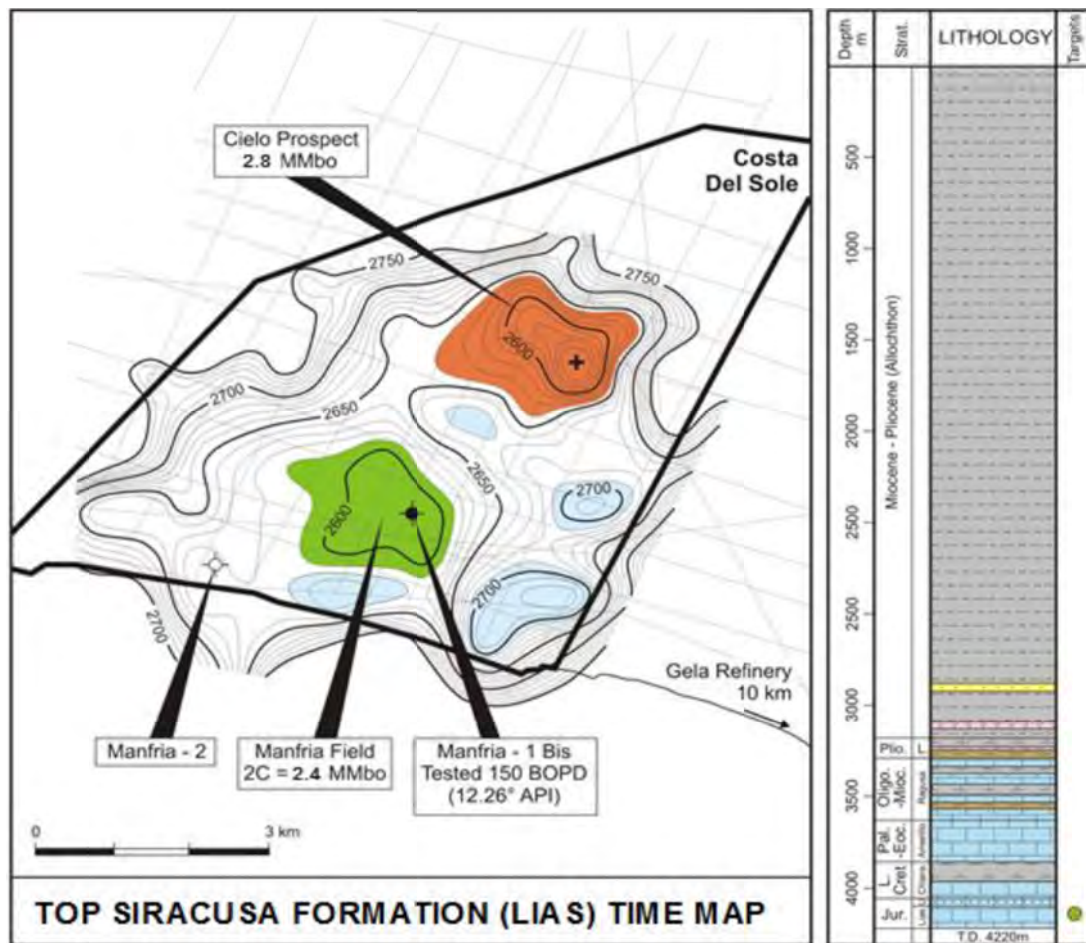 Cielo Prospect
2.8 MMbo
Costa
Del Sole
2750
2750
2600
2700
2650
2650
2600
2700
2700
2700
Gela Refinery
10 km
Manfria - 2
Manfria Field
2C = 2.4 MMbo
Manfria - 1 Bis
Tested 150 BOPD
(12.26° API)
0 3 km
TOP SIRACUSA FORMATION (LIAS) TIME MAP
Depth
m
Strat.
LITHOLOGY
Targets
500
1000
1500
2000
2500
3000
3500
4000
Miocene - Pliocene (Allochthon)
Plio. L
Oligo.
-Mioc.
Ragusa
Pal.
-Eoc.
Amerillo
L.
Cret
Chiara.
Jur.
T.D. 4220m